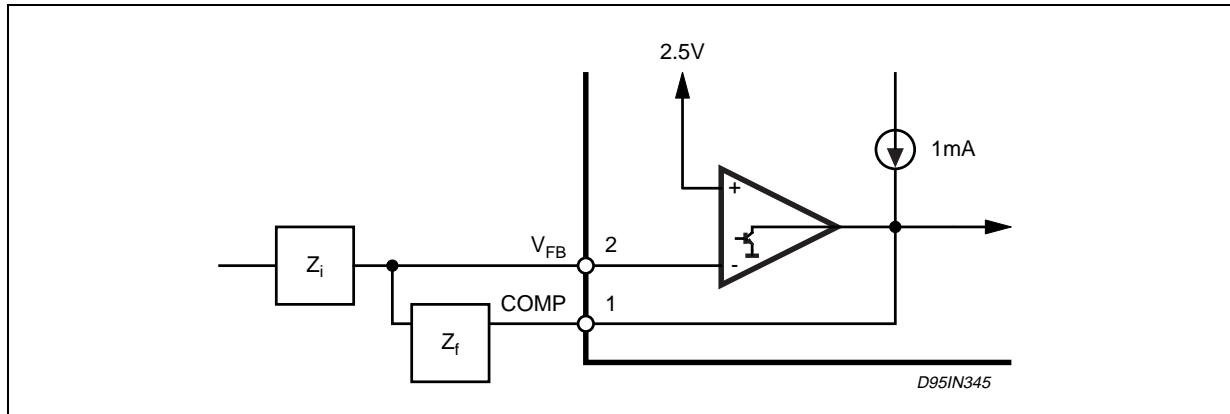 2.5V
1mA
+
Zi
VFB
2
-
COMP
1
Zf
D95IN345